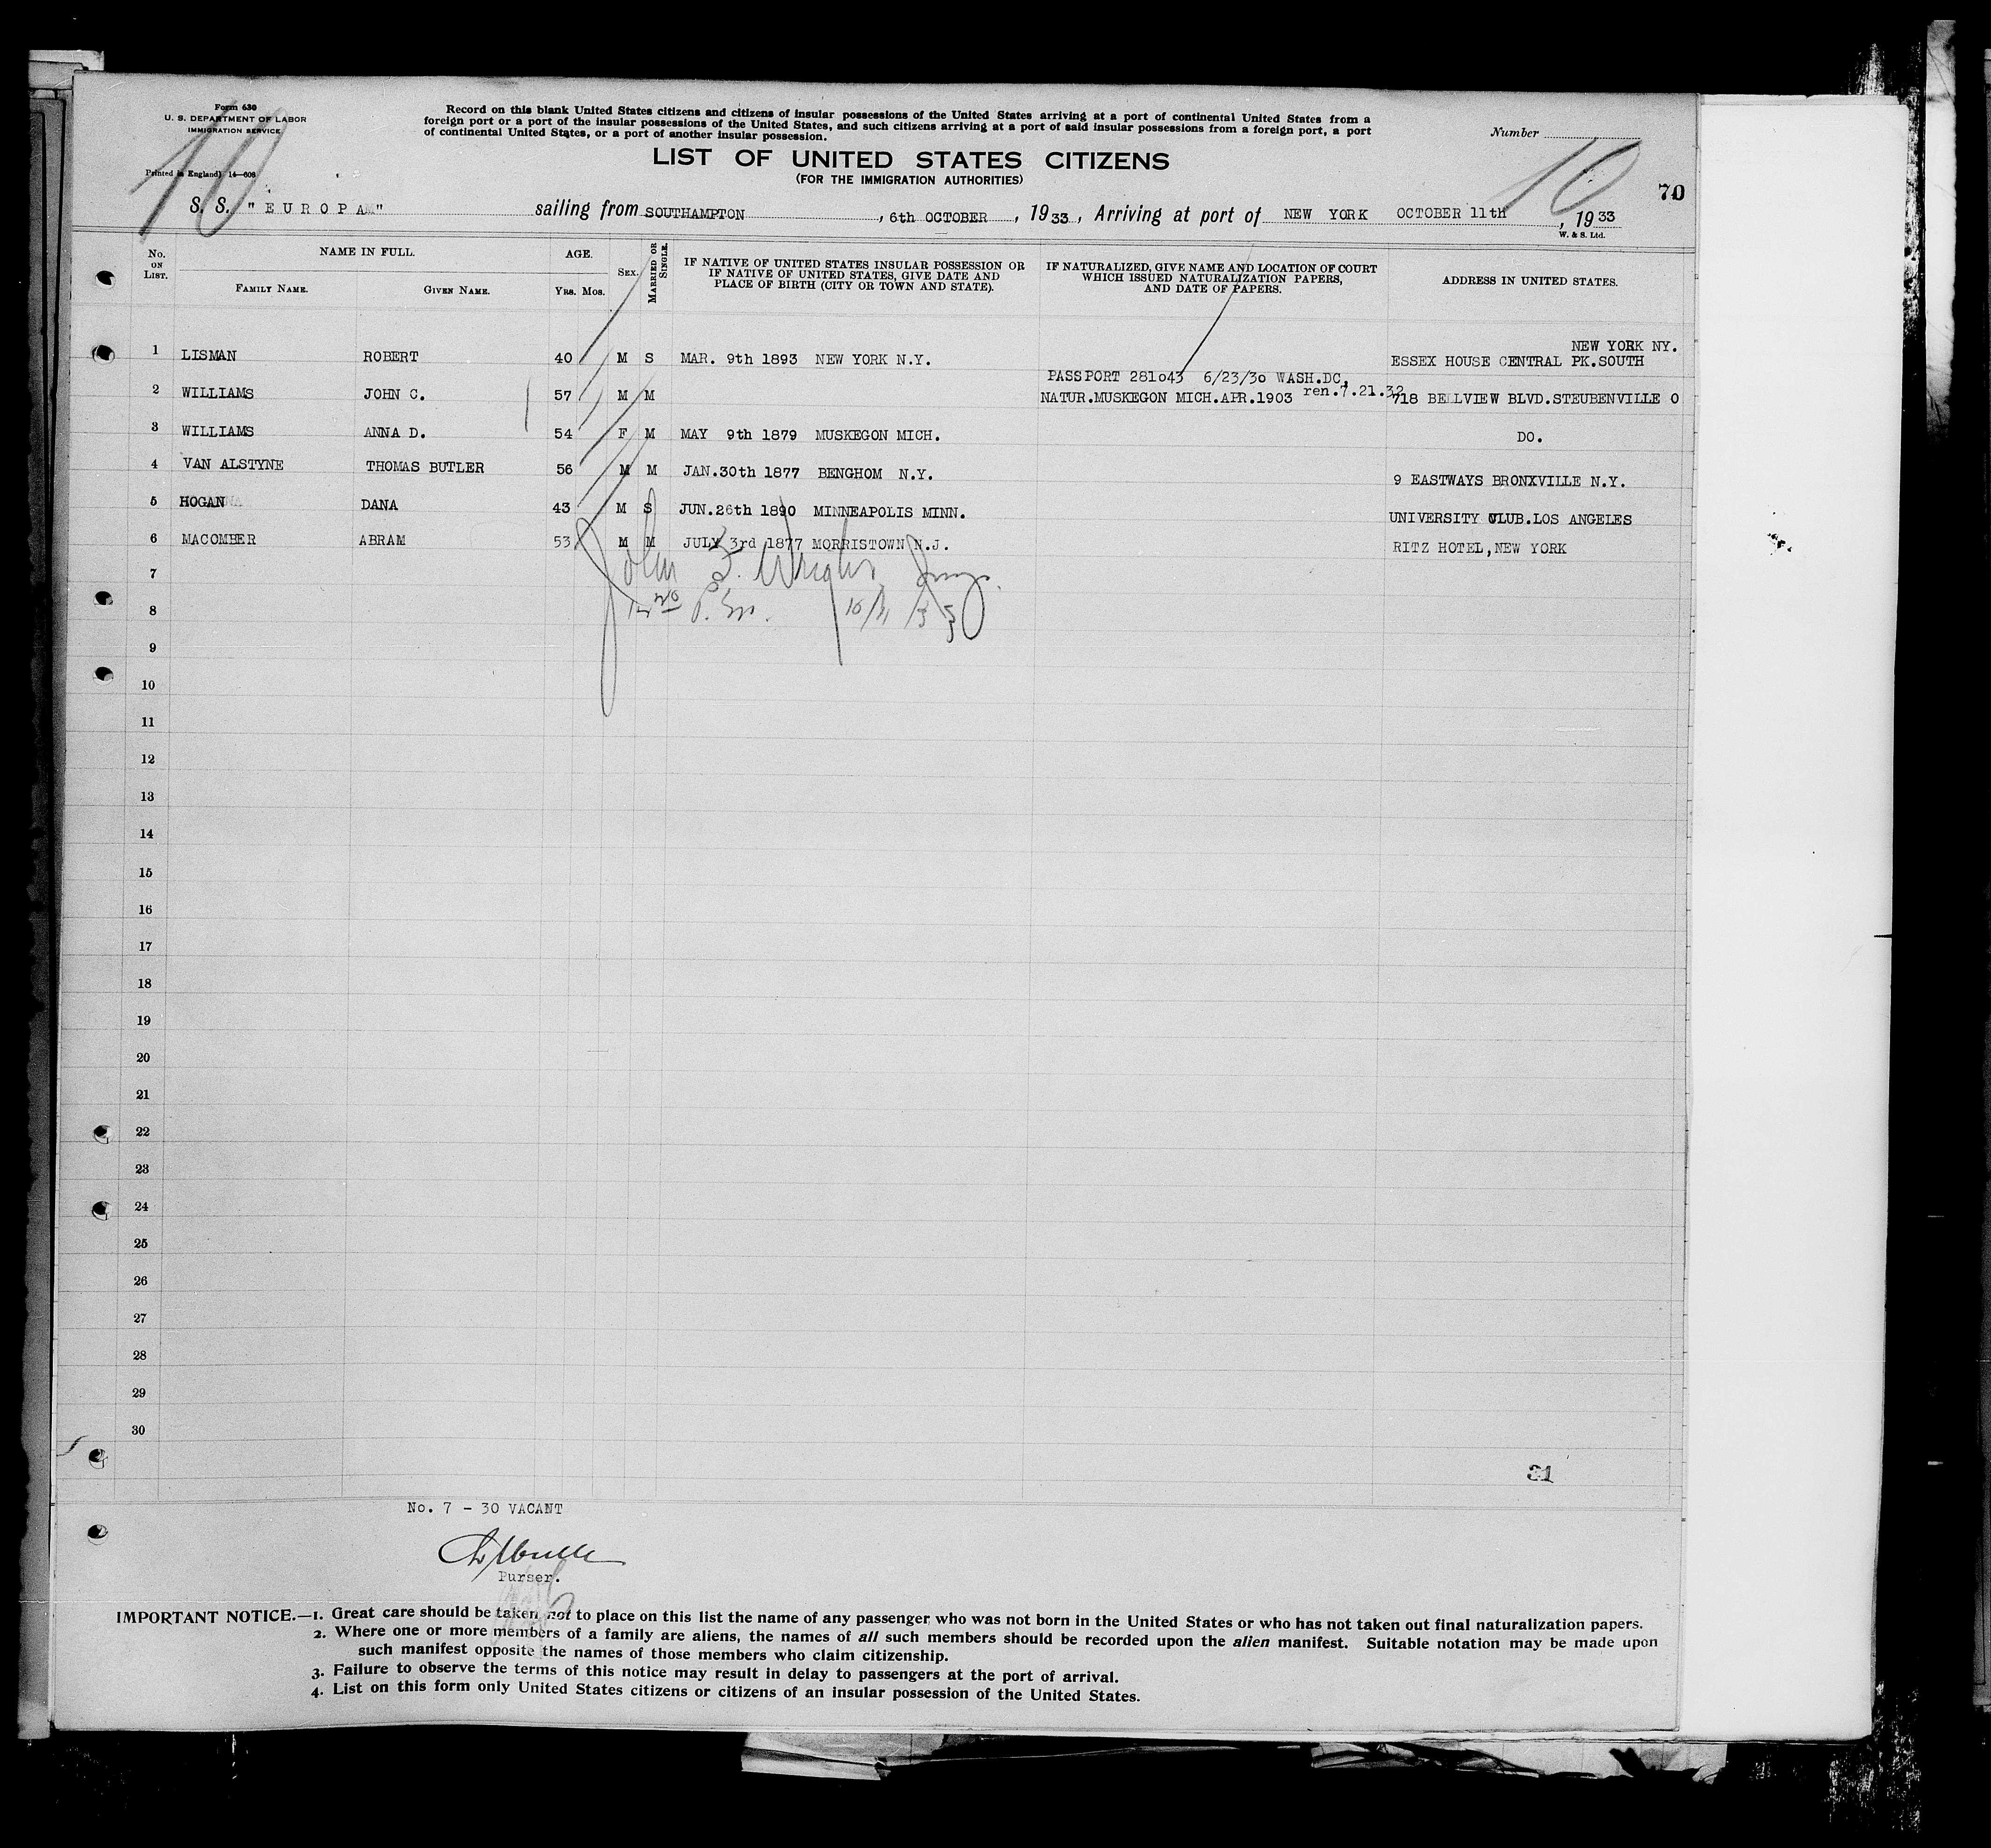 Form 630
U. S. DEPARTMENT OF LABOR
IMMIGRATION SERVICE
Printed in England) 14—608
10
Record on this blank United States citizens and citizens of insular possessions of the United States arriving at a port of continental United States from a
foreign port or a port of the insular possessions of the United States, and such citizens arriving at a port of said insular possessions from a foreign port, a port
of continental United States, or a port of another insular possession.
Number
LIST OF UNITED STATES CITIZENS
(FOR THE IMMIGRATION AUTHORITIES)
10
70
S. S. "EUROPA" sailing from SOUTHAMPTON, 6th OCTOBER, 1933, Arriving at port of NEW YORK OCTOBER 11th, 1933
W. & S. Ltd.
No. ON LIST. NAME IN FULL. FAMILY NAME. GIVEN NAME. AGE. YRS. MOS. SEX. MARRIED OR SINGLE. IF NATIVE OF UNITED STATES INSULAR POSSESSION OR IF NATIVE OF UNITED STATES, GIVE DATE AND PLACE OF BIRTH (CITY OR TOWN AND STATE). IF NATURALIZED, GIVE NAME AND LOCATION OF COURT WHICH ISSUED NATURALIZATION PAPERS, AND DATE OF PAPERS. ADDRESS IN UNITED STATES.
NEW YORK NY.
1 LISMAN ROBERT 40 M S MAR. 9th 1893 NEW YORK N.Y. ESSEX HOUSE CENTRAL PK.SOUTH
PASSPORT 281043 6/23/30 WASH.DC,
2 WILLIAMS JOHN C. 57 M M NATUR.MUSKEGON MICH.APR.1903 ren.7.21.32 718 BELLVIEW BLVD.STEUBENVILLE O
3 WILLIAMS ANNA D. 54 F M MAY 9th 1879 MUSKEGON MICH. DO.
4 VAN ALSTYNE THOMAS BUTLER 56 M M JAN.30th 1877 BENGHOM N.Y. 9 EASTWAYS BRONXVILLE N.Y.
5 HOGAN DANA 43 M S JUN.26th 1890 MINNEAPOLIS MINN. UNIVERSITY CLUB.LOS ANGELES
6 MACOMBER ABRAM 53 M M JULY 3rd 1877 MORRISTOWN N.J. RITZ HOTEL,NEW YORK
7 John Wright
8 10/11/33
9
10
11
12
13
14
15
16
17
18
19
20
21
22
23
24
25
26
27
28
29
30
31
No. 7 - 30 VACANT
Purser.
IMPORTANT NOTICE.—1. Great care should be taken not to place on this list the name of any passenger who was not born in the United States or who has not taken out final naturalization papers.
2. Where one or more members of a family are aliens, the names of all such members should be recorded upon the alien manifest. Suitable notation may be made upon
such manifest opposite the names of those members who claim citizenship.
3. Failure to observe the terms of this notice may result in delay to passengers at the port of arrival.
4. List on this form only United States citizens or citizens of an insular possession of the United States.